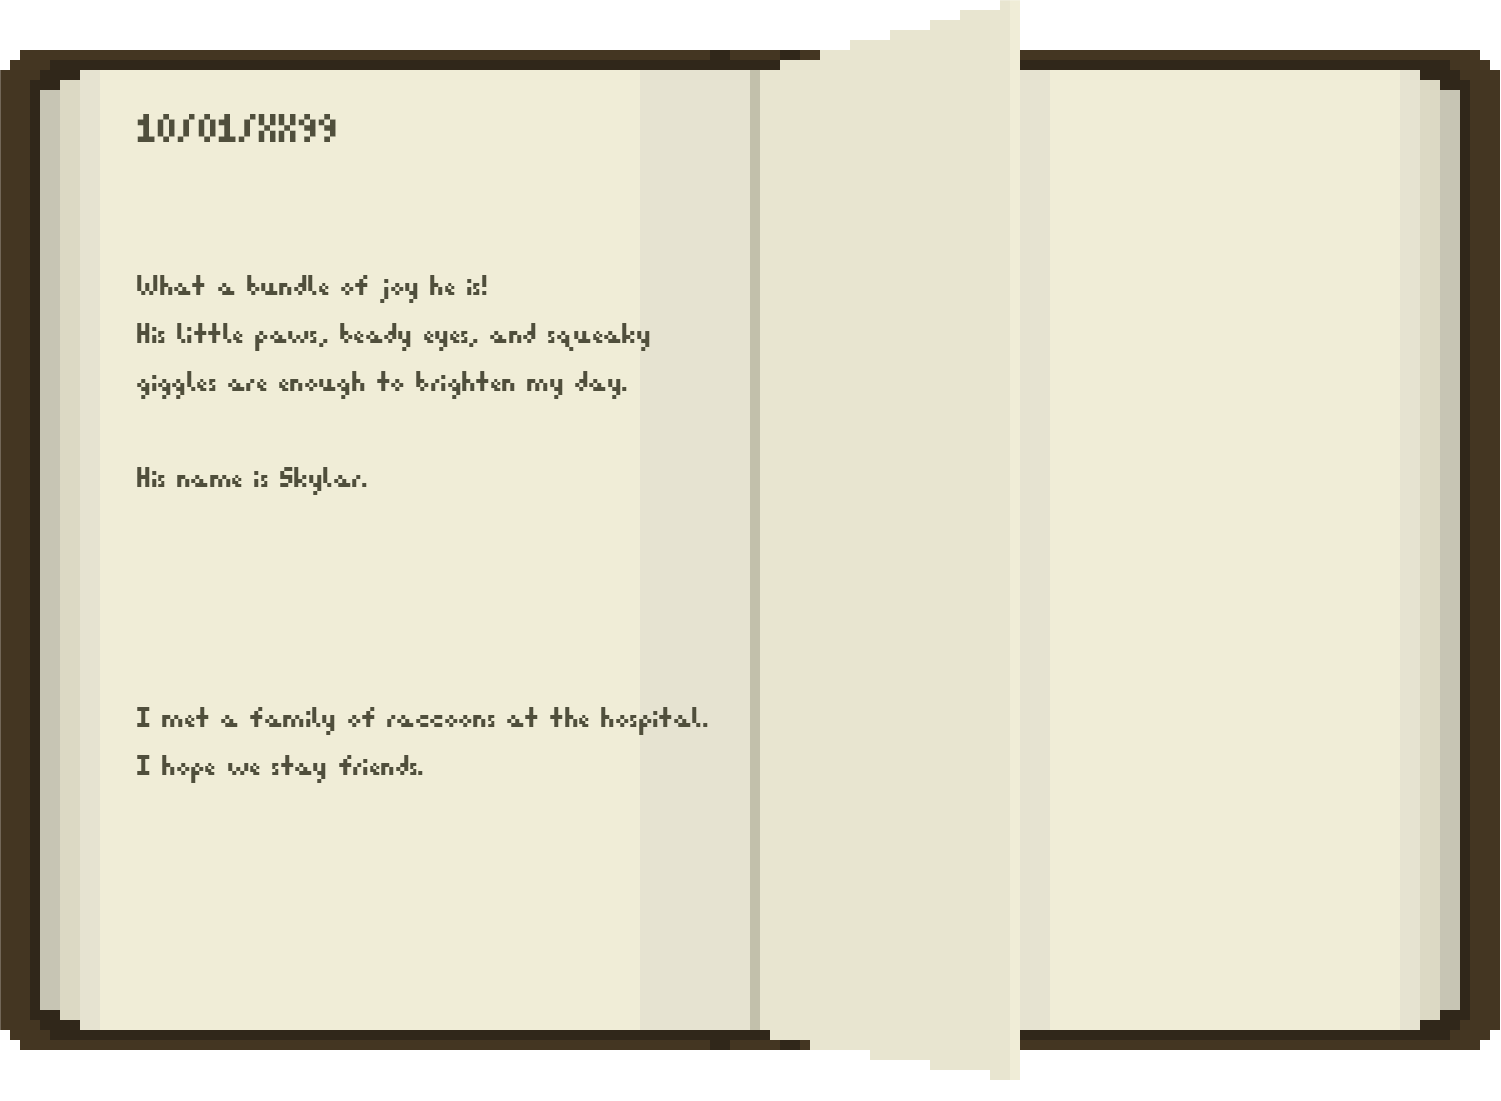 10/01/XX99
What a bundle of joy he is!
His little paws, beady eyes, and squeaky
giggles are enough to brighten my day.
His name is Skylar.
I met a family of raccoons at the hospital.
I hope we stay friends.